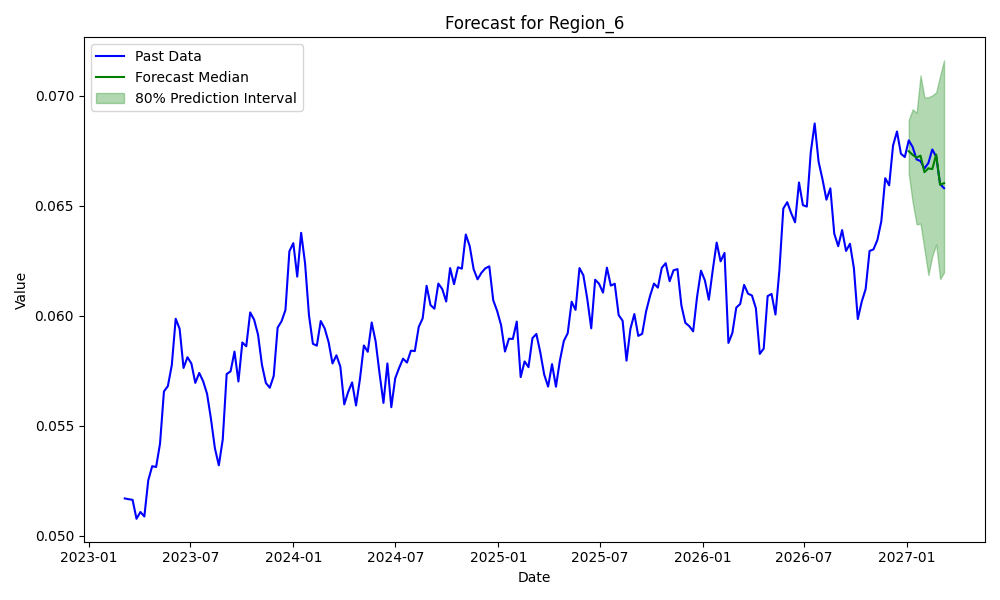 Forecast for Region_6
Past Data
Forecast Median
80% Prediction Interval
0.070
0.065
0.060
0.055
0.050
Value
2023-01 2023-07 2024-01 2024-07 2025-01 2025-07 2026-01 2026-07 2027-01
Date